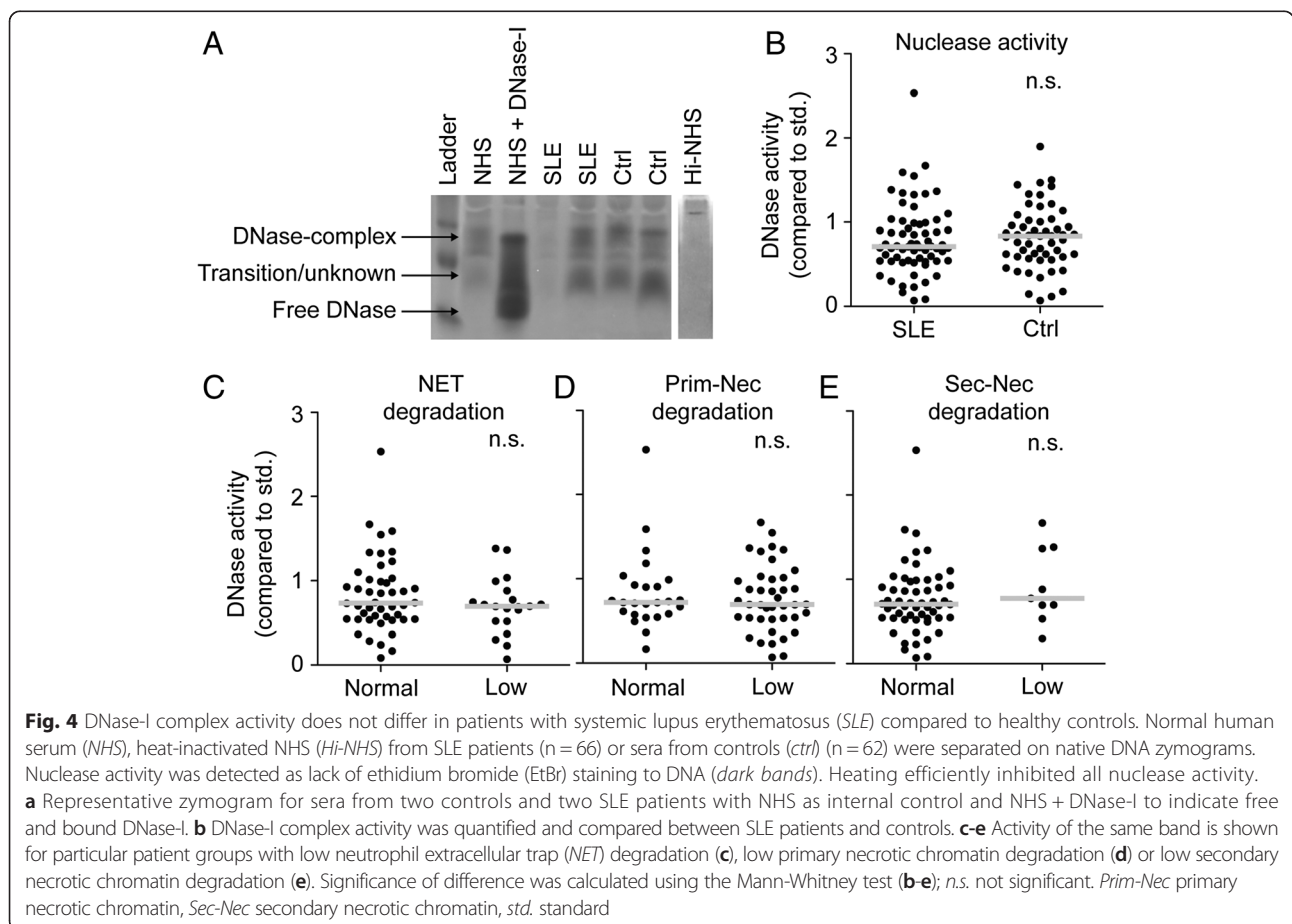 A
Ladder
NHS
NHS + DNase-I
SLE
SLE
Ctrl
Ctrl
Hi-NHS
DNase-complex
Transition/unknown
Free DNase
B
Nuclease activity
n.s.
DNase activity
(compared to std.)
3
2
1
0
SLE
Ctrl
C
NET
degradation
n.s.
DNase activity
(compared to std.)
3
2
1
0
Normal
Low
D
Prim-Nec
degradation
n.s.
Normal
Low
E
Sec-Nec
degradation
n.s.
Normal
Low
Fig. 4 DNase-I complex activity does not differ in patients with systemic lupus erythematosus (SLE) compared to healthy controls. Normal human
serum (NHS), heat-inactivated NHS (Hi-NHS) from SLE patients (n = 66) or sera from controls (ctrl) (n = 62) were separated on native DNA zymograms.
Nuclease activity was detected as lack of ethidium bromide (EtBr) staining to DNA (dark bands). Heating efficiently inhibited all nuclease activity.
a Representative zymogram for sera from two controls and two SLE patients with NHS as internal control and NHS + DNase-I to indicate free
and bound DNase-I. b DNase-I complex activity was quantified and compared between SLE patients and controls. c-e Activity of the same band is shown
for particular patient groups with low neutrophil extracellular trap (NET) degradation (c), low primary necrotic chromatin degradation (d) or low secondary
necrotic chromatin degradation (e). Significance of difference was calculated using the Mann-Whitney test (b-e); n.s. not significant. Prim-Nec primary
necrotic chromatin, Sec-Nec secondary necrotic chromatin, std. standard